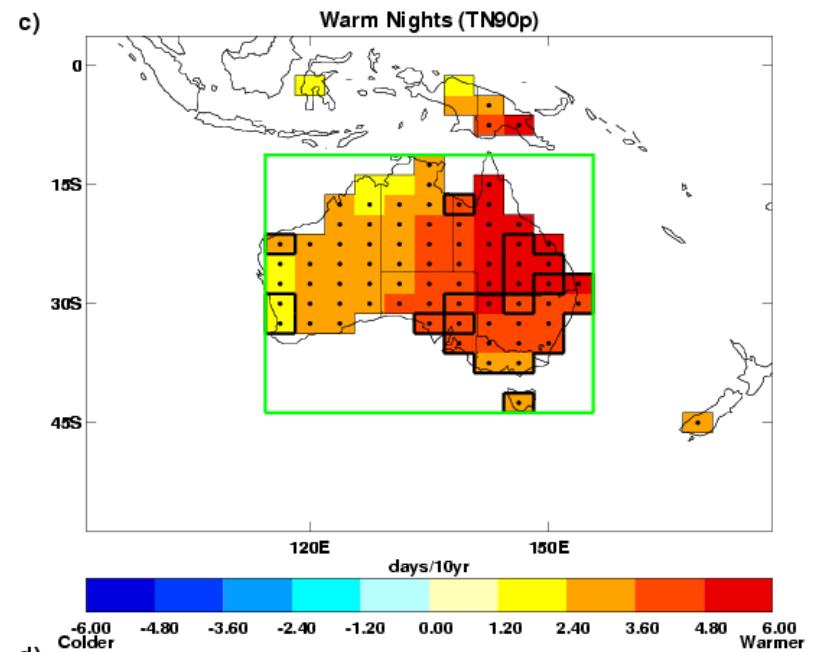 c)
Warm Nights (TN90p)
0
15S
30S
45S
120E 150E
days/10yr
-6.00 -4.80 -3.60 -2.40 -1.20 0.00 1.20 2.40 3.60 4.80 6.00
Colder Warmer